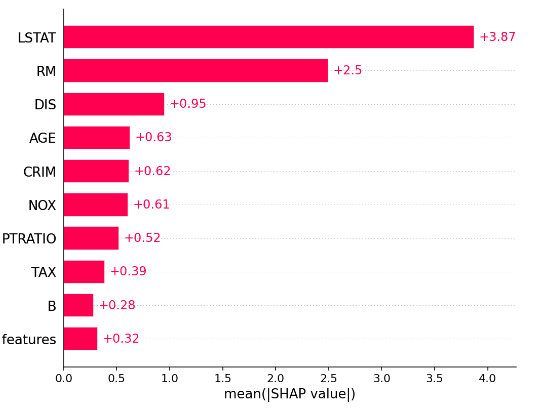 LSTAT
+3.87
RM
+2.5
DIS
+0.95
AGE
+0.63
CRIM
+0.62
NOX
+0.61
PTRATIO
+0.52
TAX
+0.39
B
+0.28
features
+0.32
0.0 0.5 1.0 1.5 2.0 2.5 3.0 3.5 4.0
mean(|SHAP value|)